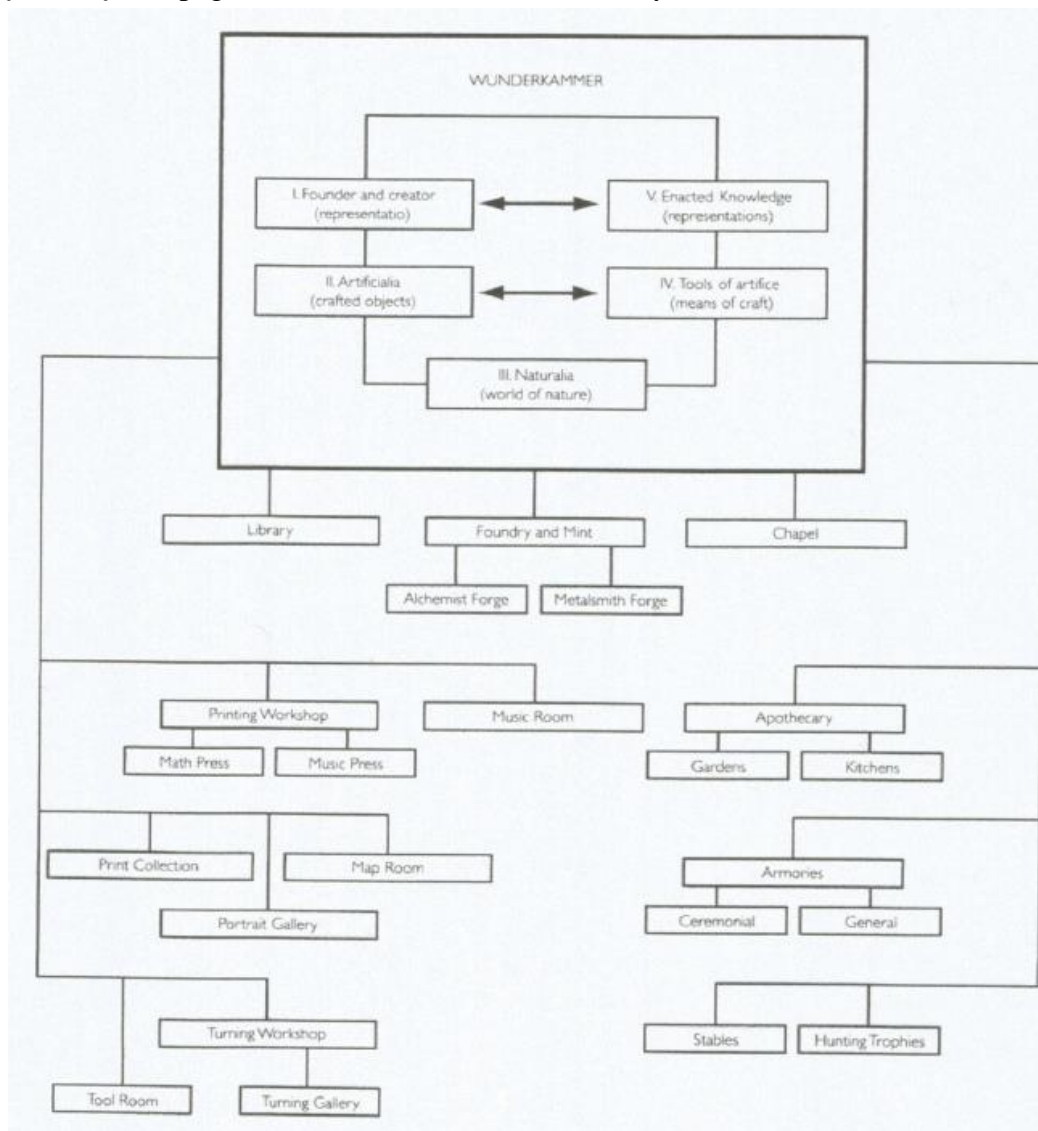 WUNDERKAMMER
I. Founder and creator
(representatio)
V. Enacted Knowledge
(representations)
II. Artificialia
(crafted objects)
IV. Tools of artifice
(means of craft)
III. Naturalia
(world of nature)
Library
Foundry and Mint
Chapel
Alchemist Forge
Metalsmith Forge
Printing Workshop
Music Room
Apothecary
Math Press
Music Press
Gardens
Kitchens
Print Collection
Map Room
Armories
Portrait Gallery
Ceremonial
General
Turning Workshop
Stables
Hunting Trophies
Tool Room
Turning Gallery